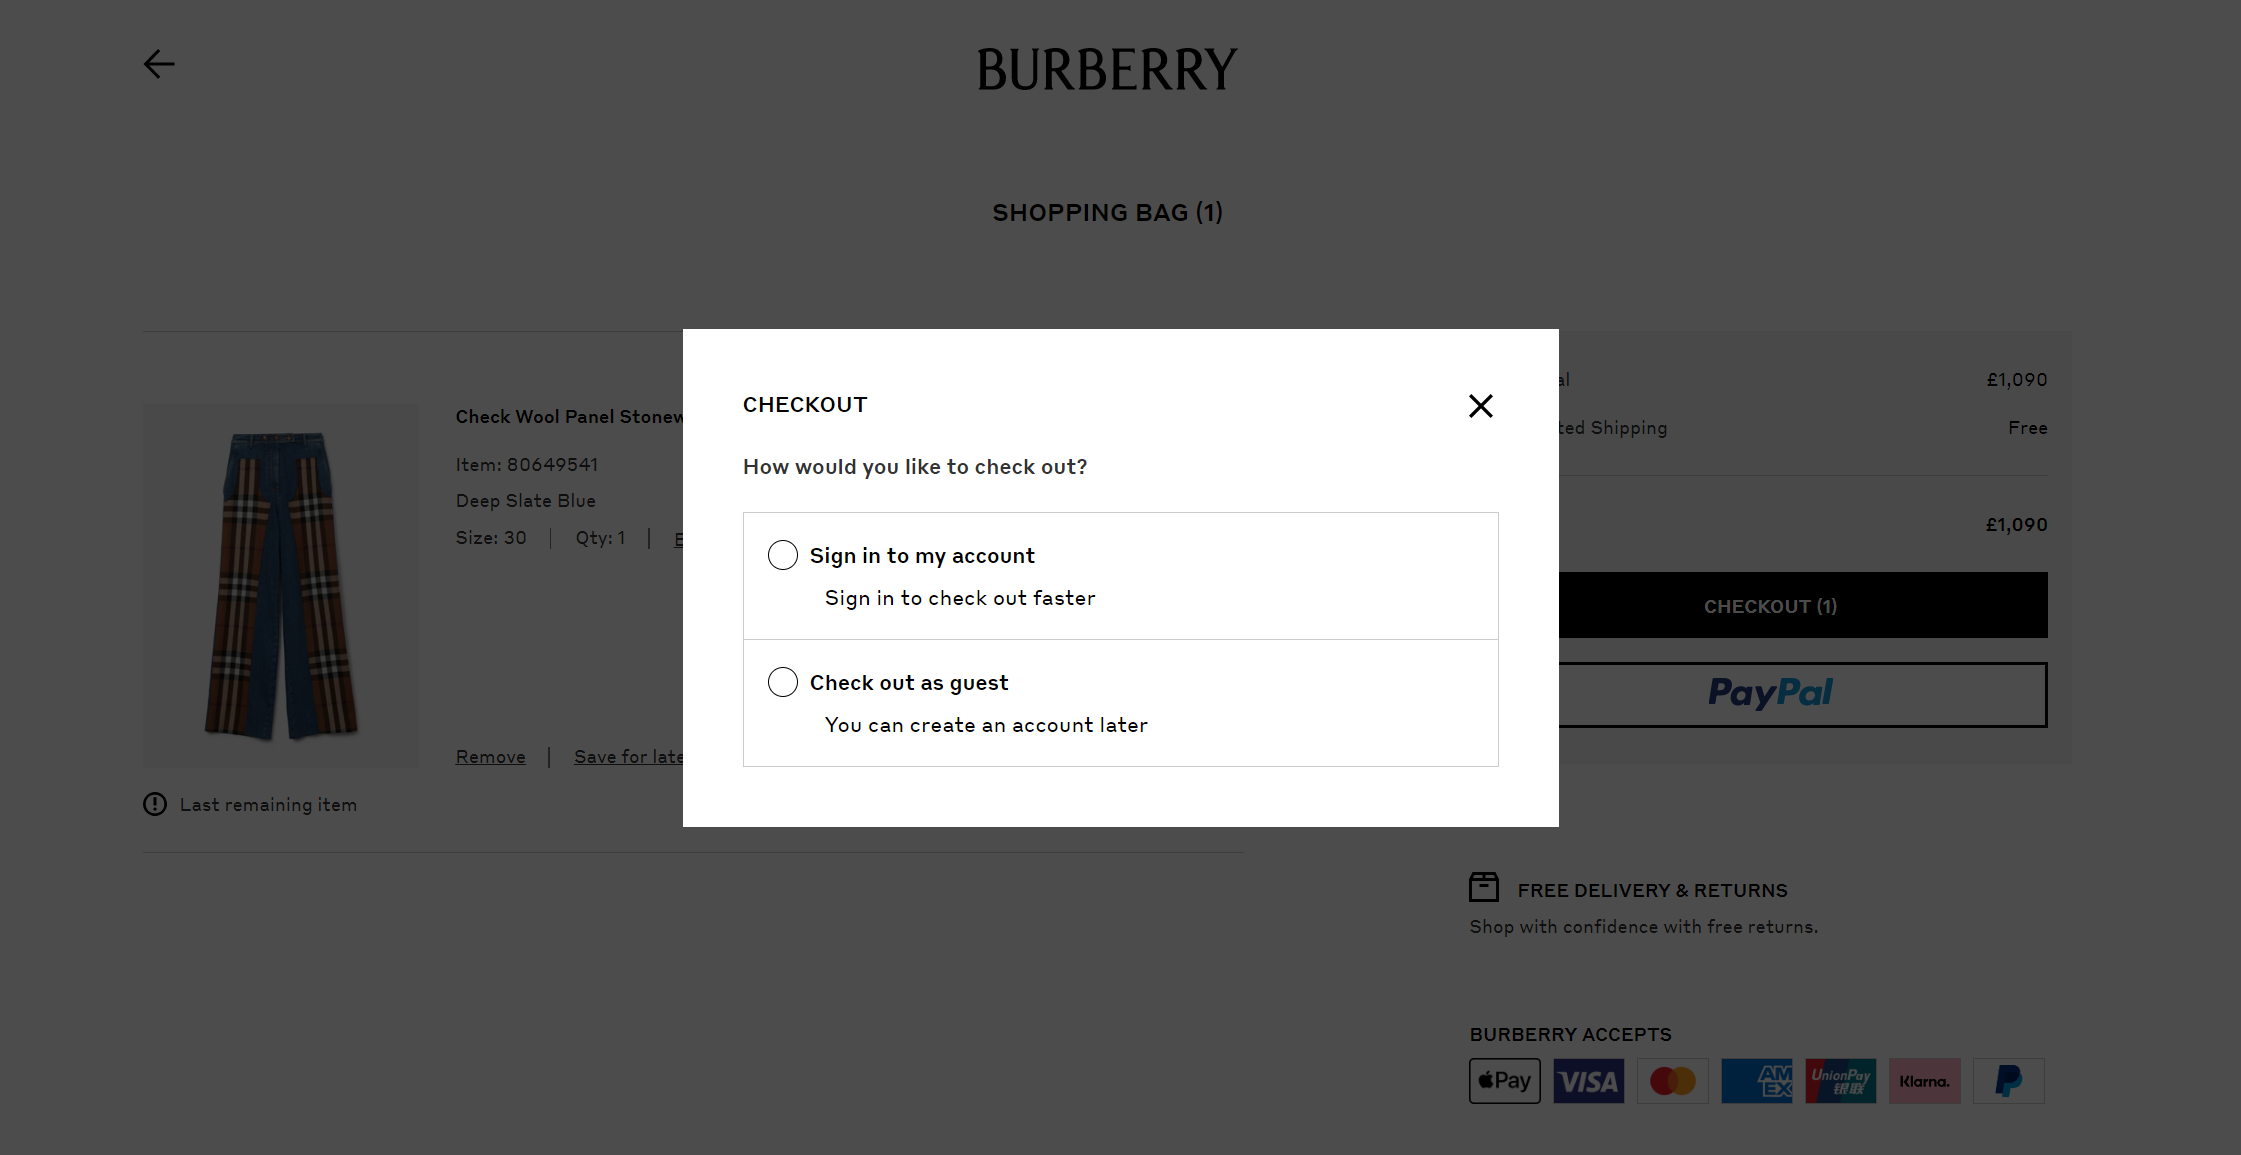 BURBERRY
SHOPPING BAG (1)
Check Wool Panel
Item: 80649541
Deep Slate Blue
Size: 30 | Qty: 1 |
Remove | Save for
Last remaining item
CHECKOUT
How would you like to check out?
Sign in to my account
Sign in to check out faster
Check out as guest
You can create an account later
£1,090
Shipping
Free
£1,090
CHECKOUT (1)
PayPal
FREE DELIVERY & RETURNS
Shop with confidence with free returns.
BURBERRY ACCEPTS
Pay
VISA
AM
EX
UnionPay
银联
Klarna.